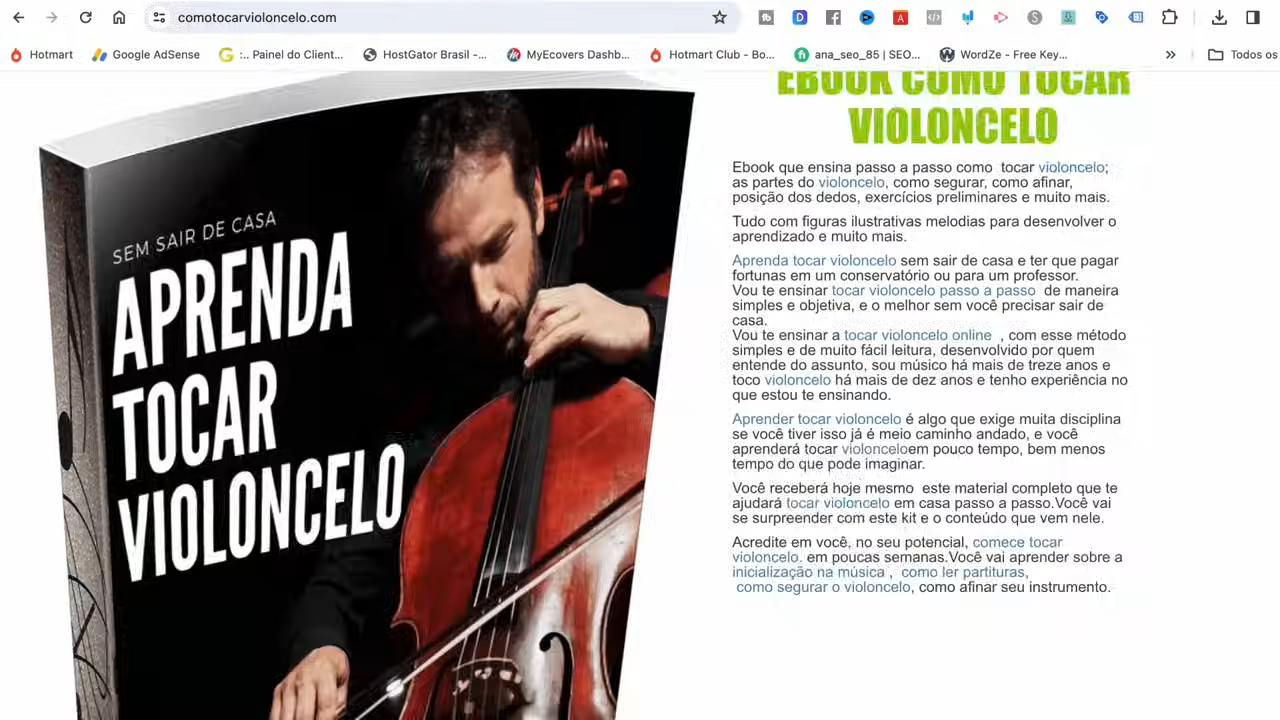 comotocarvioloncelo.com
Hotmart
Google AdSense
:.. Painel do Client...
HostGator Brasil -...
MyEcovers Dashb...
Hotmart Club - Bo...
ana_seo_85 | SEO...
WordZe - Free Key...
»
Todos os
SEM SAIR DE CASA
APRENDA
TOCAR
VIOLONCELO
EBOOK COMO TOCAR
VIOLONCELO
Ebook que ensina passo a passo como tocar violoncelo;
as partes do violoncelo, como segurar, como afinar,
posição dos dedos, exercícios preliminares e muito mais.
Tudo com figuras ilustrativas melodias para desenvolver o
aprendizado e muito mais.
Aprenda tocar violoncelo sem sair de casa e ter que pagar
fortunas em um conservatório ou para um professor.
Vou te ensinar tocar violoncelo passo a passo de maneira
simples e objetiva, e o melhor sem você precisar sair de
casa.
Vou te ensinar a tocar violoncelo online , com esse método
simples e de muito fácil leitura, desenvolvido por quem
entende do assunto, sou músico há mais de treze anos e
toco violoncelo há mais de dez anos e tenho experiência no
que estou te ensinando.
Aprender tocar violoncelo é algo que exige muita disciplina
se você tiver isso já é meio caminho andado, e você
aprenderá tocar violonceloem pouco tempo, bem menos
tempo do que pode imaginar.
Você receberá hoje mesmo este material completo que te
ajudará tocar violoncelo em casa passo a passo.Você vai
se surpreender com este kit e o conteúdo que vem nele.
Acredite em você, no seu potencial, comece tocar
violoncelo. em poucas semanas.Você vai aprender sobre a
inicialização na música , como ler partituras,
como segurar o violoncelo, como afinar seu instrumento.